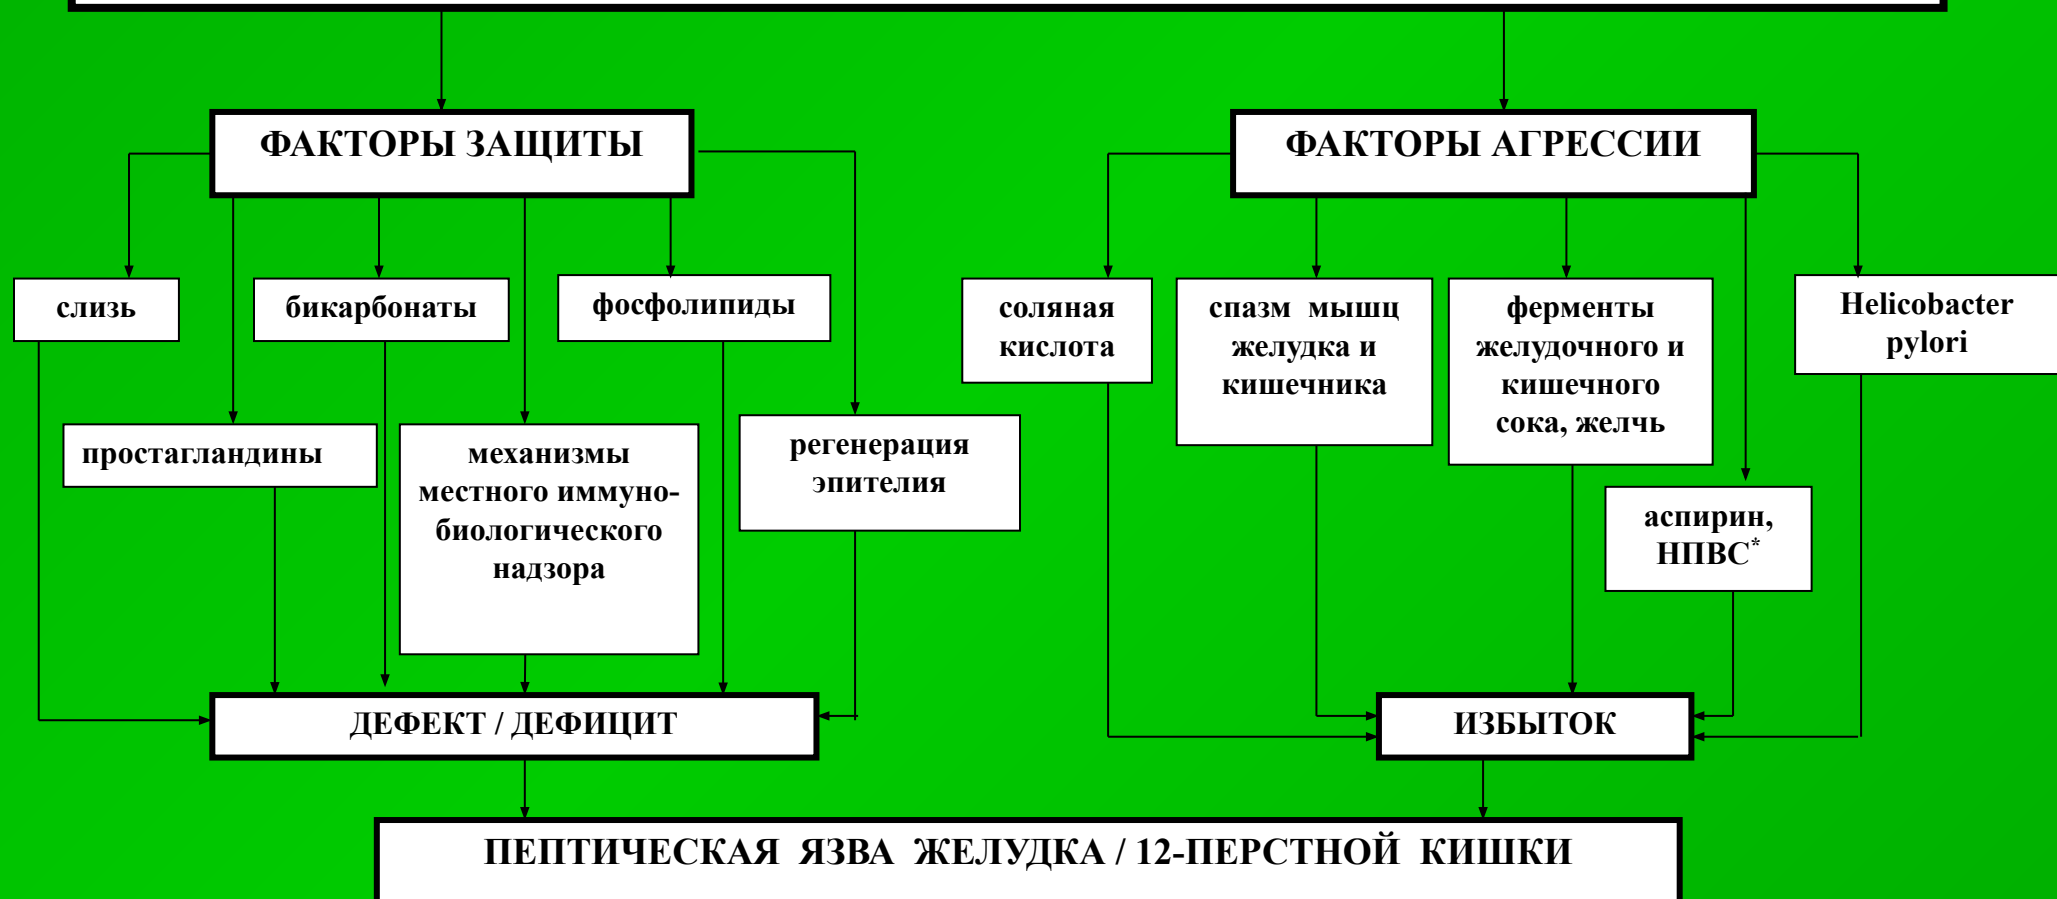 ФАКТОРЫ ЗАЩИТЫ
ФАКТОРЫ АГРЕССИИ
слизь
бикарбонаты
фосфолипиды
соляная
кислота
спазм мышц
желудка и
кишечника
ферменты
желудочного и
кишечного
сока, желчь
Helicobacter
pylori
простагландины
механизмы
местного иммуно-
биологического
надзора
регенерация
эпителия
аспирин,
НПВС*
ДЕФЕКТ / ДЕФИЦИТ
ИЗБЫТОК
ПЕПТИЧЕСКАЯ ЯЗВА ЖЕЛУДКА / 12-ПЕРСТНОЙ КИШКИ